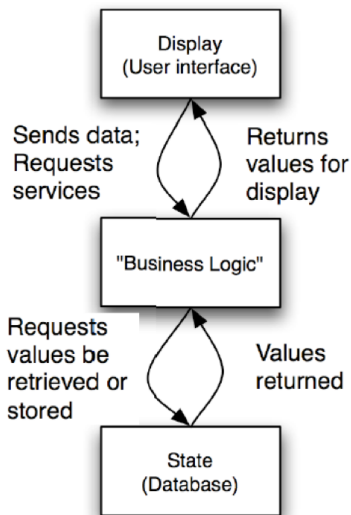 Display
(User interface)
Sends data;
Requests
services
Returns
values for
display
"Business Logic"
Requests
values be
retrieved or
stored
Values
returned
State
(Database)